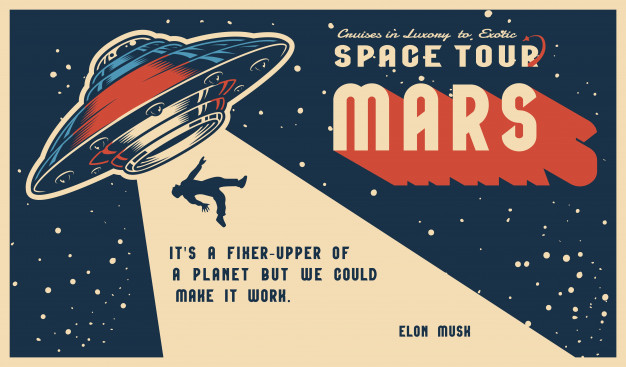 Cruises in Luxony to Exotic
SPACE TOUR
MARS
IT'S A FIXER-UPPER OF
A PLANET BUT WE COULD
MAKE IT WORK.
ELON MUSK